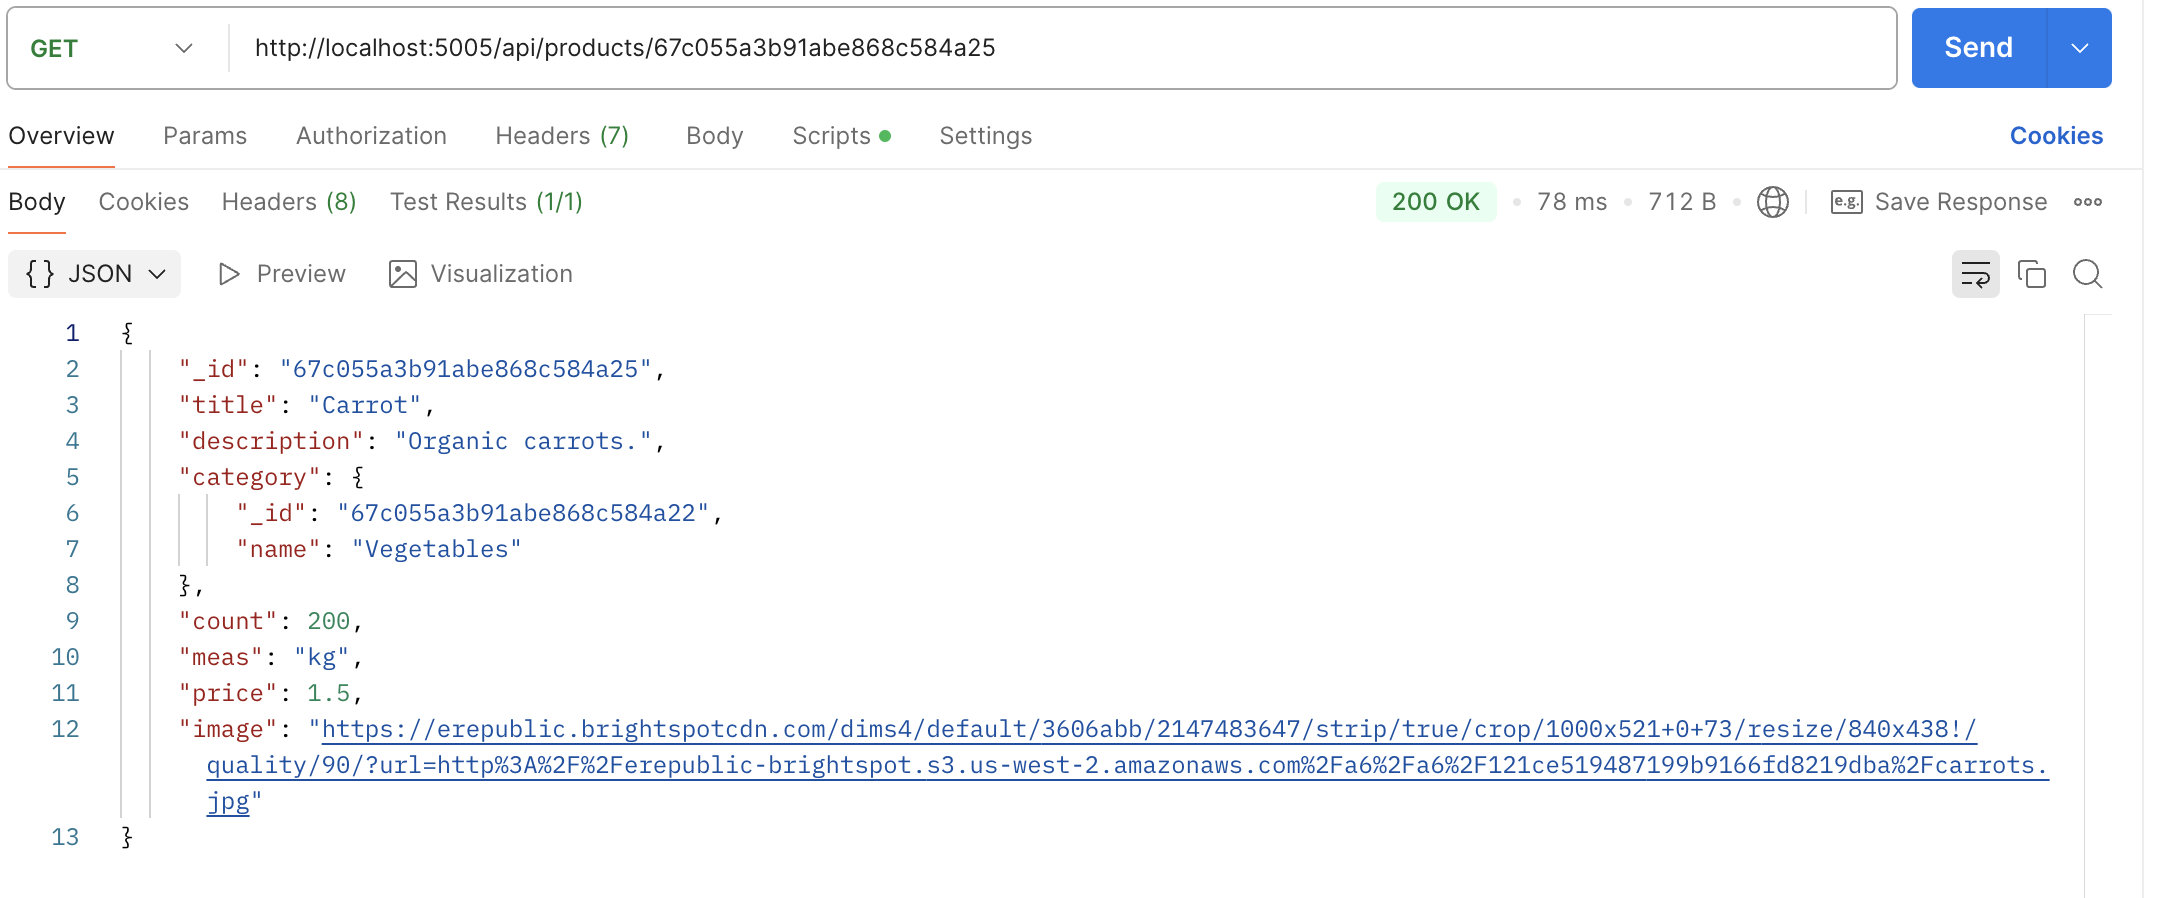 GET http://localhost:5005/api/products/67c055a3b91abe868c584a25 Send
Overview Params Authorization Headers (7) Body Scripts Settings Cookies
Body Cookies Headers (8) Test Results (1/1) 200 OK • 78 ms • 712 B • e.g. Save Response
{} JSON Preview Visualization
1 {
2 "_id": "67c055a3b91abe868c584a25",
3 "title": "Carrot",
4 "description": "Organic carrots.",
5 "category": {
6 "_id": "67c055a3b91abe868c584a22",
7 "name": "Vegetables"
8 },
9 "count": 200,
10 "meas": "kg",
11 "price": 1.5,
12 "image": "https://erepublic.brightspotcdn.com/dims4/default/3606abb/2147483647/strip/true/crop/1000x521+0+73/resize/840x438!/
quality/90/?url=http%3A%2F%2Ferepublic-brightspot.s3.us-west-2.amazonaws.com%2Fa6%2Fa6%2F121ce519487199b9166fd8219dba%2Fcarrots.
jpg"
13 }